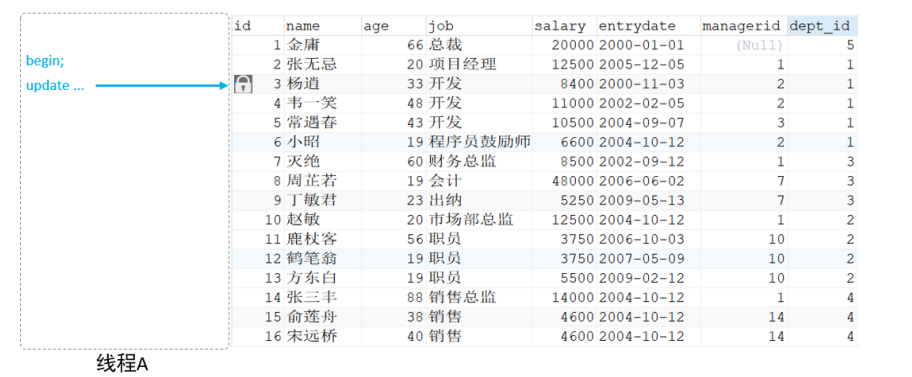 id name age job salary entrydate managerid dept_id
1 金庸 66 总裁 20000 2000-01-01 (Null) 5
begin;
2 张无忌 20 项目经理 12500 2005-12-05 1 1
update ...
3 杨逍 33 开发 8400 2000-11-03 2 1
4 韦一笑 48 开发 11000 2002-02-05 2 1
5 常遇春 43 开发 10500 2004-09-07 3 1
6 小昭 19 程序员鼓励师 6600 2004-10-12 2 1
7 灭绝 60 财务总监 8500 2002-09-12 1 3
8 周芷若 19 会计 48000 2006-06-02 7 3
9 丁敏君 23 出纳 5250 2009-05-13 7 3
10 赵敏 20 市场部总监 12500 2004-10-12 1 2
11 鹿杖客 56 职员 3750 2006-10-03 10 2
12 鹤笔翁 19 职员 3750 2007-05-09 10 2
13 方东白 19 职员 5500 2009-02-12 10 2
14 张三丰 88 销售总监 14000 2004-10-12 1 4
15 俞莲舟 38 销售 4600 2004-10-12 14 4
16 宋远桥 40 销售 4600 2004-10-12 14 4
线程A